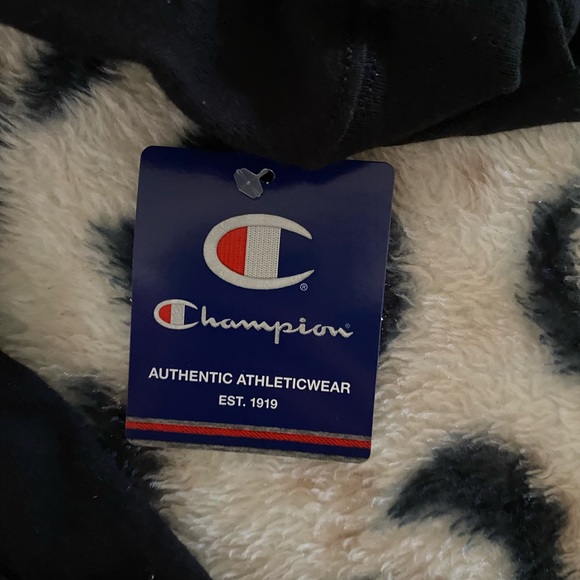 C
®
Champion®
AUTHENTIC ATHLETICWEAR
EST. 1919